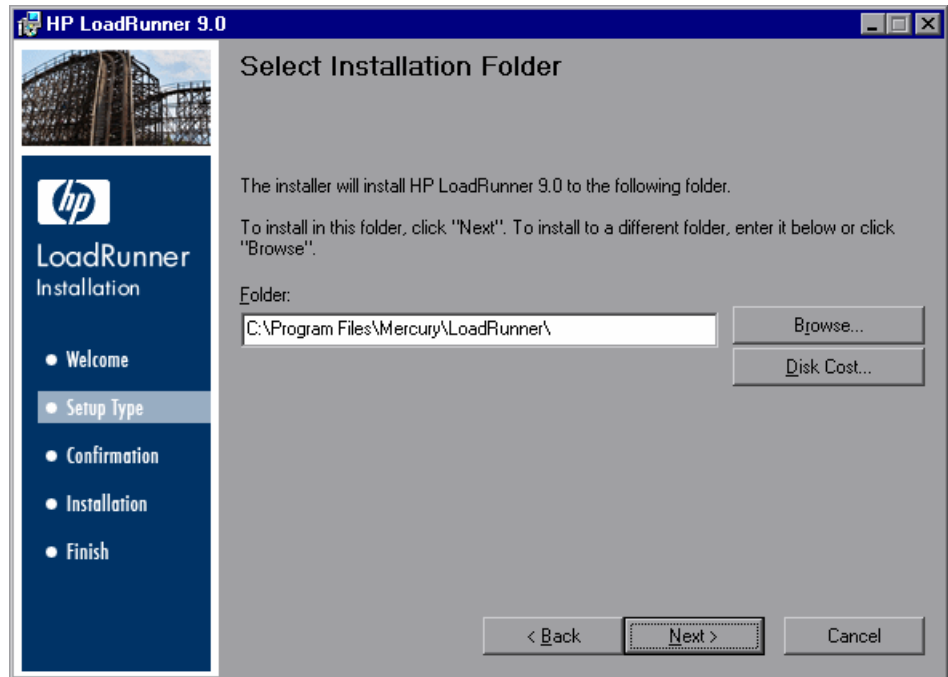 HP LoadRunner 9.0
Select Installation Folder
hp
LoadRunner
Installation
Welcome
Setup Type
Confirmation
Installation
Finish
The installer will install HP LoadRunner 9.0 to the following folder.
To install in this folder, click "Next". To install to a different folder, enter it below or click
"Browse".
Folder:
C:\Program Files\Mercury\LoadRunner\
Browse...
Disk Cost...
< Back
Next >
Cancel